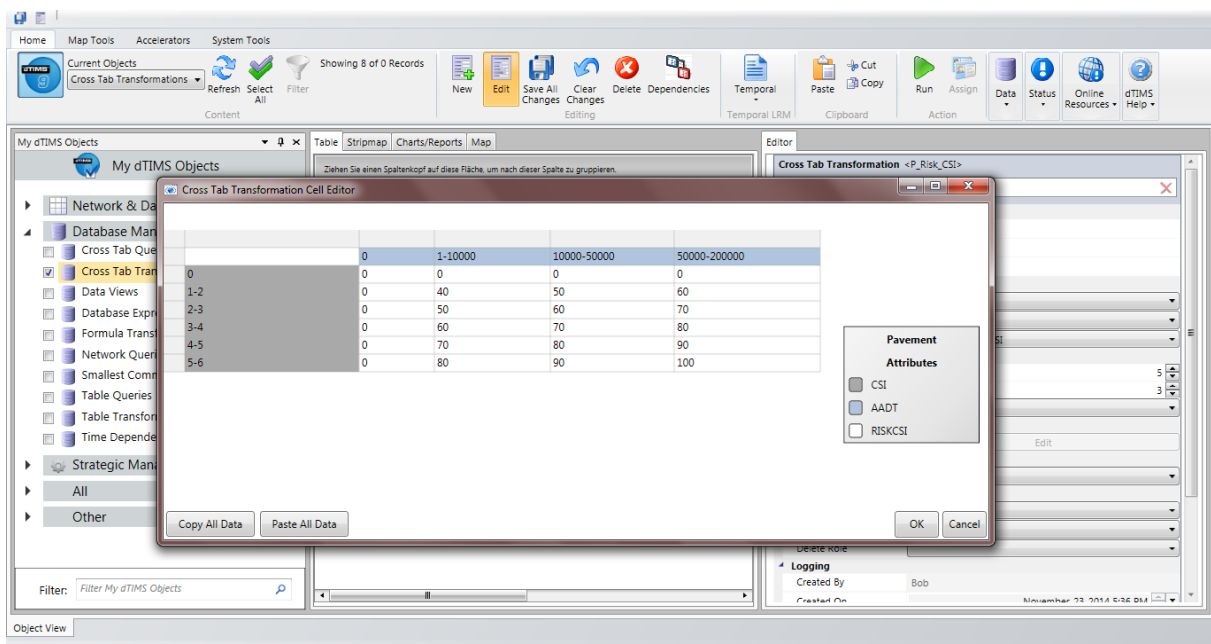 Home Map Tools Accelerators System Tools
dTIMS
9
Current Objects
Cross Tab Transformations
Refresh
Select All
Filter
Content
Showing 8 of 0 Records
New
Edit
Save All Changes
Clear Changes
Delete
Dependencies
Editing
Temporal
Temporal LRM
Paste
Cut
Copy
Clipboard
Run
Assign
Action
Data
Status
Online Resources
dTIMS Help
My dTIMS Objects
My dTIMS Objects
Network & Da
Database Man
Cross Tab Que
Cross Tab Tran
Data Views
Database Expr
Formula Transf
Network Queri
Smallest Comm
Table Queries
Table Transfor
Time Depende
Strategic Mana
All
Other
Filter: Filter My dTIMS Objects
Object View
Table Stripmap Charts/Reports Map
Ziehen Sie einen Spaltenkopf auf diese Fläche, um nach dieser Spalte zu gruppieren.
Cross Tab Transformation Cell Editor
0 1-10000 10000-50000 50000-200000
0 0 0 0 0
1-2 0 40 50 60
2-3 0 50 60 70
3-4 0 60 70 80
4-5 0 70 80 90
5-6 0 80 90 100
Pavement
Attributes
CSI
AADT
RISKCSI
Copy All Data Paste All Data
OK Cancel
Editor
Cross Tab Transformation <P_Risk_CSI>
SI
5
3
Edit
Delete Role
Logging
Created By Bob
Created On November 23, 2014 5:36 PM